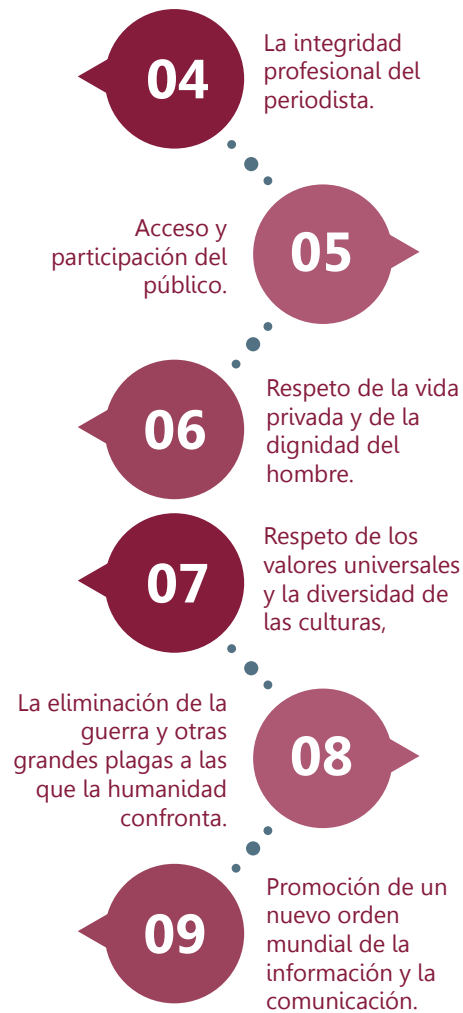 04
La integridad
profesional del
periodista.
05
Acceso y
participación del
público.
06
Respeto de la vida
privada y de la
dignidad del
hombre.
07
Respeto de los
valores universales
y la diversidad de
las culturas,
08
La eliminación de la
guerra y otras
grandes plagas a las
que la humanidad
confronta.
09
Promoción de un
nuevo orden
mundial de la
información y la
comunicación.